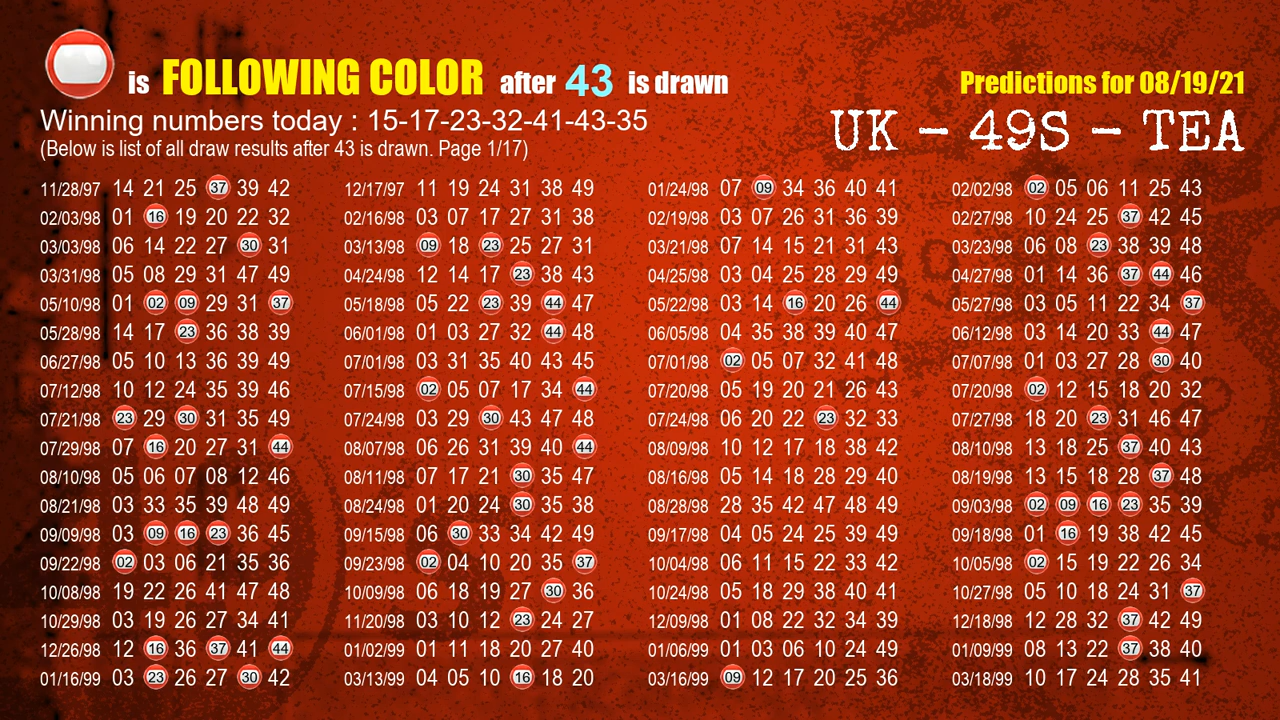 is FOLLOWING COLOR after 43 is drawn
Predictions for 08/19/21
Winning numbers today : 15-17-23-32-41-43-35
UK - 49S - TEA
(Below is list of all draw results after 43 is drawn. Page 1/17)
11/28/97 14 21 25 37 39 42 12/17/97 11 19 24 31 38 49 01/24/98 07 09 34 36 40 41 02/02/98 02 05 06 11 25 43
02/03/98 01 16 19 20 22 32 02/16/98 03 07 17 27 31 38 02/19/98 03 07 26 31 36 39 02/27/98 10 24 25 37 42 45
03/03/98 06 14 22 27 30 31 03/13/98 09 18 23 25 27 31 03/21/98 07 14 15 21 31 43 03/23/98 06 08 23 38 39 48
03/31/98 05 08 29 31 47 49 04/24/98 12 14 17 23 38 43 04/25/98 03 04 25 28 29 49 04/27/98 01 14 36 37 44 46
05/10/98 01 02 09 29 31 37 05/18/98 05 22 23 39 44 47 05/22/98 03 14 16 20 26 44 05/27/98 03 05 11 22 34 37
05/28/98 14 17 23 36 38 39 06/01/98 01 03 27 32 44 48 06/05/98 04 35 38 39 40 47 06/12/98 03 14 20 33 44 47
06/27/98 05 10 13 36 39 49 07/01/98 03 31 35 40 43 45 07/01/98 02 05 07 32 41 48 07/07/98 01 03 27 28 30 40
07/12/98 10 12 24 35 39 46 07/15/98 02 05 07 17 34 44 07/20/98 05 19 20 21 26 43 07/20/98 02 12 15 18 20 32
07/21/98 23 29 30 31 35 49 07/24/98 03 29 30 43 47 48 07/24/98 06 20 22 23 32 33 07/27/98 18 20 23 31 46 47
07/29/98 07 16 20 27 31 44 08/07/98 06 26 31 39 40 44 08/09/98 10 12 17 18 38 42 08/10/98 13 18 25 37 40 43
08/10/98 05 06 07 08 12 46 08/11/98 07 17 21 30 35 47 08/16/98 05 14 18 28 29 40 08/18/98 13 15 18 28 37 48
08/21/98 03 33 35 39 48 49 08/24/98 01 20 24 30 35 38 08/28/98 28 35 42 47 48 49 09/03/98 02 09 16 23 35 39
09/09/98 03 09 16 23 36 45 09/15/98 06 30 33 34 42 49 09/17/98 04 05 24 25 39 49 09/18/98 01 16 19 38 42 45
09/22/98 02 03 06 21 35 36 09/23/98 02 04 10 20 35 37 10/04/98 06 11 15 22 33 42 10/05/98 02 15 19 22 26 34
10/08/98 19 22 26 41 47 48 10/09/98 06 18 19 27 30 36 10/24/98 05 18 29 38 40 41 10/27/98 05 10 18 24 31 37
10/29/98 03 19 26 27 34 41 11/20/98 03 10 12 23 24 27 12/09/98 01 08 22 32 34 39 12/18/98 12 28 32 37 42 49
12/26/98 12 16 36 37 41 44 01/02/99 01 11 18 20 27 40 01/06/99 01 03 06 10 24 49 01/09/99 08 13 22 37 38 40
01/16/99 03 23 26 27 30 42 03/13/99 04 05 10 16 18 20 03/16/99 09 12 17 20 25 36 03/18/99 10 17 24 28 35 41